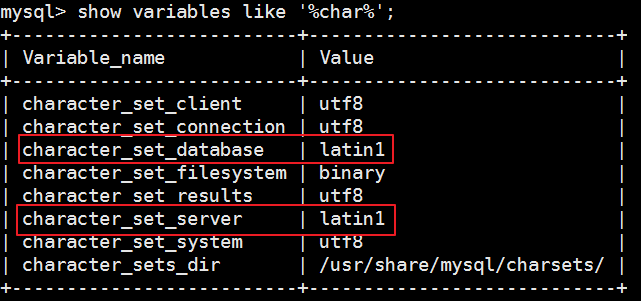 mysql> show variables like '%char%';
+--------------------------+----------------------------+
| Variable_name            | Value                      |
+--------------------------+----------------------------+
| character_set_client     | utf8                       |
| character_set_connection | utf8                       |
| character_set_database   | latin1                     |
| character_set_filesystem | binary                     |
| character_set_results    | utf8                       |
| character_set_server     | latin1                     |
| character_set_system     | utf8                       |
| character_sets_dir       | /usr/share/mysql/charsets/ |
+--------------------------+----------------------------+